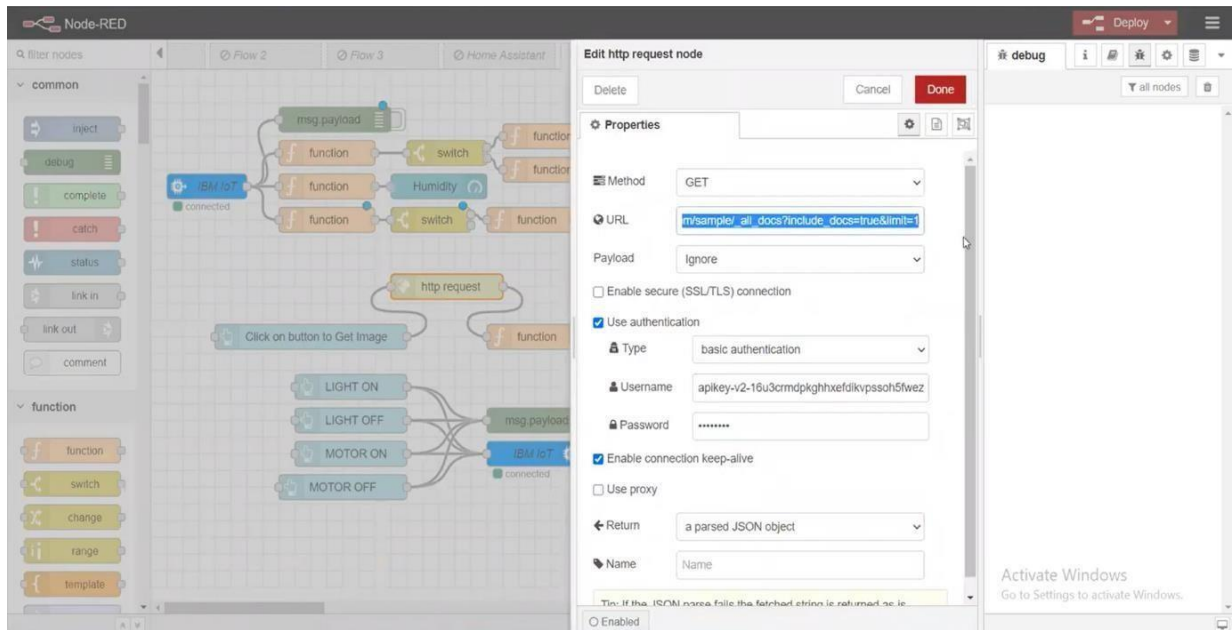 Node-RED
Deploy
filter nodes
Flow 2
Flow 3
Home Assistant
common
inject
debug
complete
catch
status
link in
link out
comment
function
function
switch
change
range
template
msg.payload
function
switch
function
function
IBM IoT
connected
function
Humidity
function
switch
function
http request
Click on button to Get Image
function
LIGHT ON
LIGHT OFF
MOTOR ON
MOTOR OFF
msg.payload
IBM IoT
connected
Edit http request node
Delete
Cancel
Done
Properties
Method
GET
URL
m/sample/_all_docs?include_docs=true&limit=1
Payload
Ignore
Enable secure (SSL/TLS) connection
Use authentication
Type
basic authentication
Username
apikey-v2-16u3crmdpkghhxefdikvpssoh5fwez
Password
••••••••
Enable connection keep-alive
Use proxy
Return
a parsed JSON object
Name
Name
Tip: If the JSON parse fails the fetched string is returned as is
Enabled
debug
all nodes
Activate Windows
Go to Settings to activate Windows.